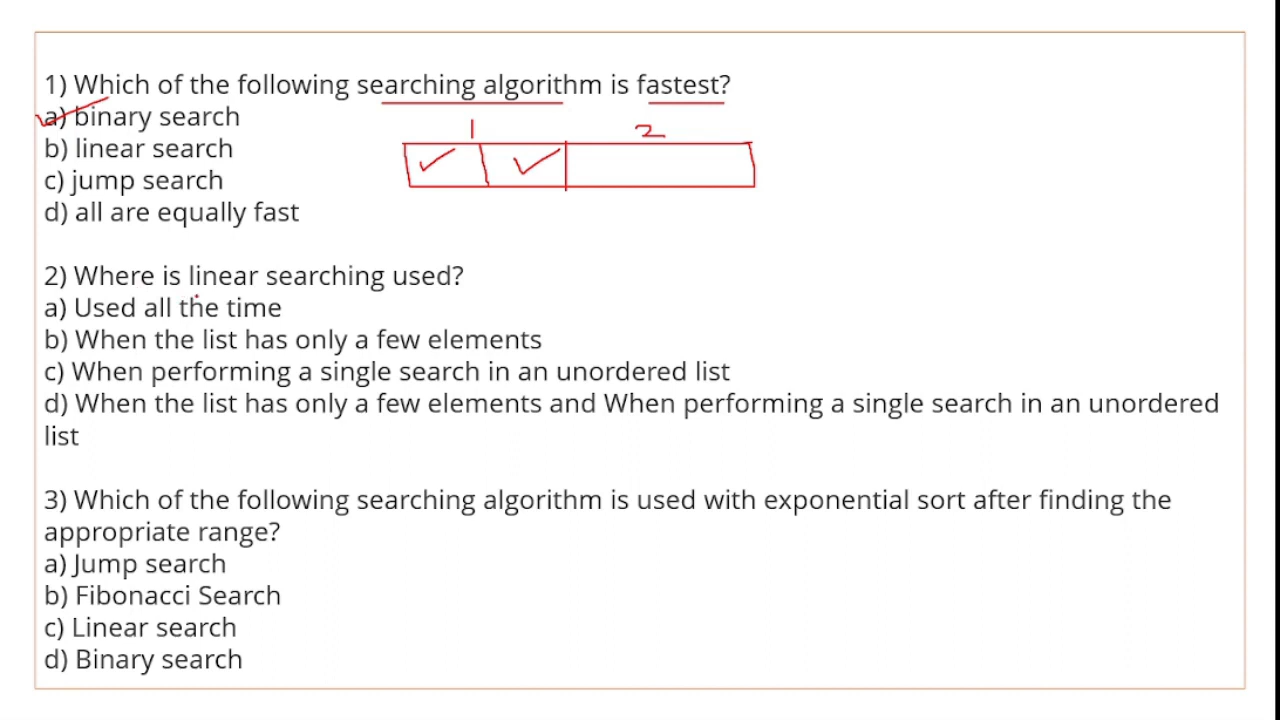 1) Which of the following searching algorithm is fastest?
a) binary search
1 2
b) linear search
c) jump search
d) all are equally fast
2) Where is linear searching used?
a) Used all the time
b) When the list has only a few elements
c) When performing a single search in an unordered list
d) When the list has only a few elements and When performing a single search in an unordered
list
3) Which of the following searching algorithm is used with exponential sort after finding the
appropriate range?
a) Jump search
b) Fibonacci Search
c) Linear search
d) Binary search